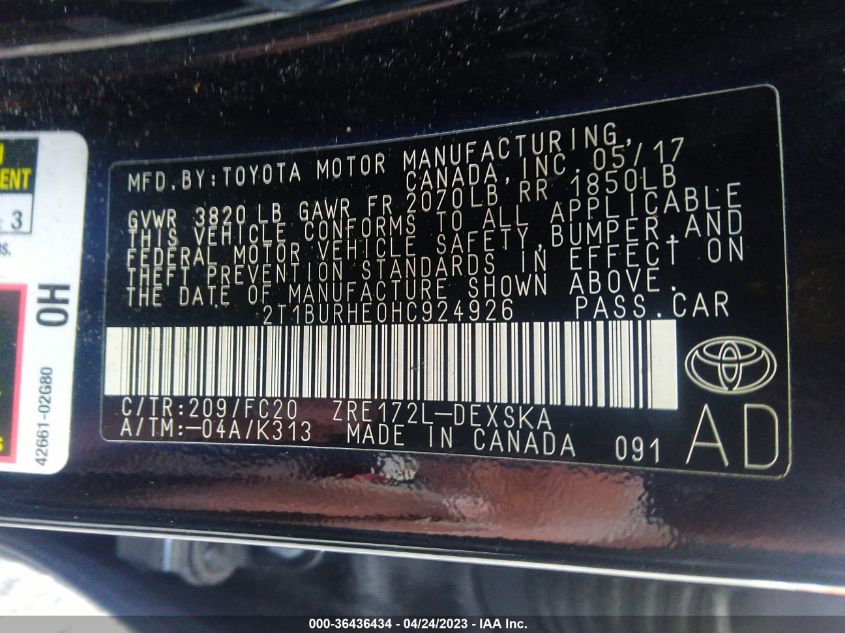 MFD.BY:TOYOTA MOTOR MANUFACTURING,
CANADA, INC. 05/17
GVWR 3820 LB GAWR FR 2070LB RR 1850LB
THIS VEHICLE CONFORMS TO ALL APPLICABLE
FEDERAL MOTOR VEHICLE SAFETY,BUMPER,AND
THEFT PREVENTION STANDARDS IN EFFECT ON
THE DATE OF MANUFACTURE SHOWN ABOVE.
2T1BURHE0HC924926 PASS.CAR
C/TR:209/FC20 ZRE172L-DEXSKA
A/TM:-04A/K313 MADE IN CANADA 091
AD
3
HO
42661-02G80
000-36436434 - 04/24/2023 - IAA Inc.